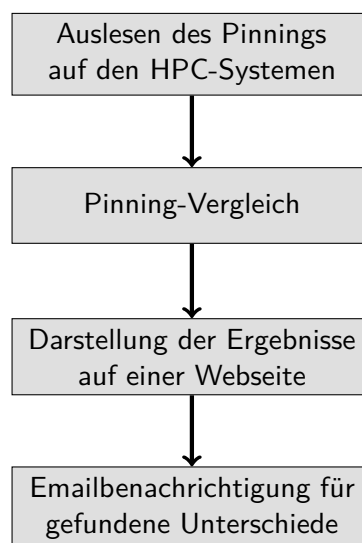 Auslesen des Pinnings
auf den HPC-Systemen
Pinning-Vergleich
Darstellung der Ergebnisse
auf einer Webseite
Emailbenachrichtigung für
gefundene Unterschiede